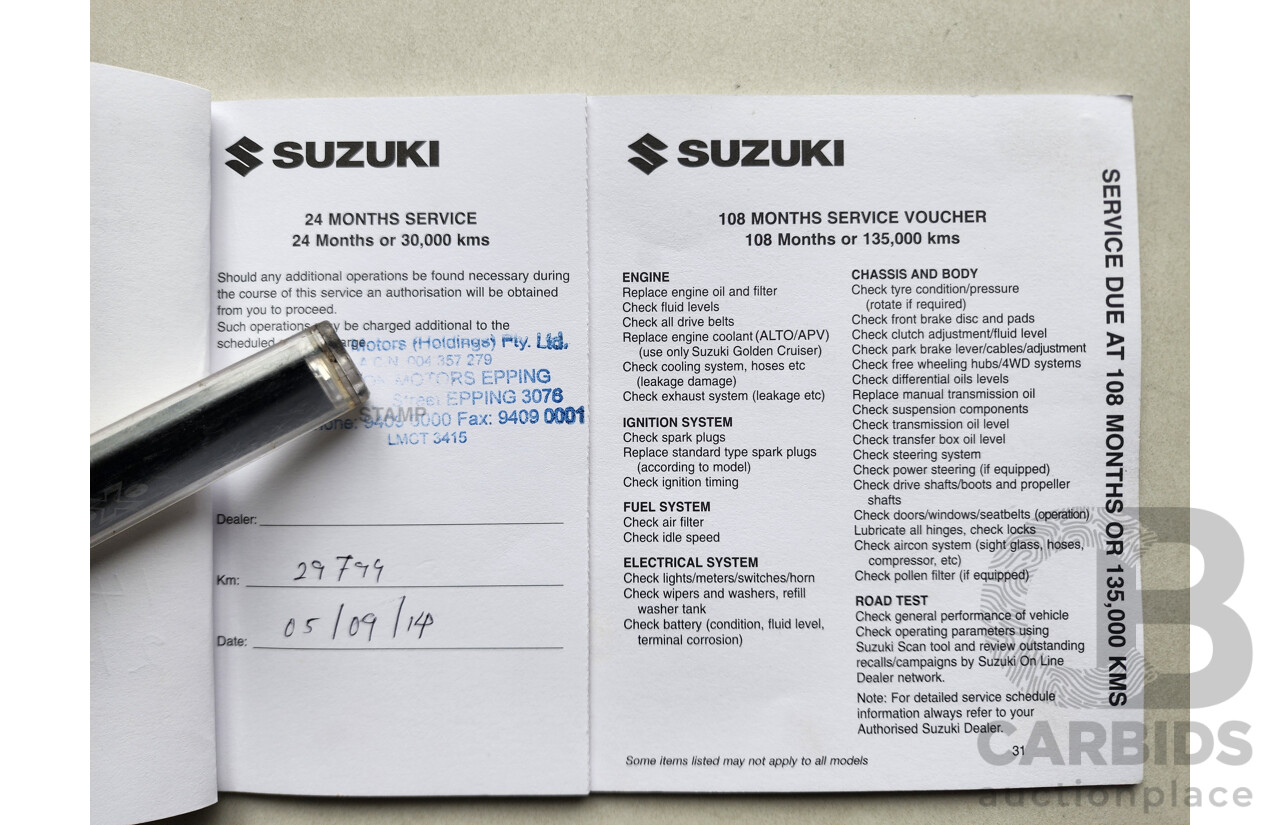 SUZUKI
24 MONTHS SERVICE
24 Months or 30,000 kms
Should any additional operations be found necessary during
the course of this service an authorisation will be obtained
from you to proceed.
Such operations be charged additional to the
scheduled
Motors (Holdings) Pty. Ltd.
A.C.N. 004 357 279
MOTORS EPPING
Street EPPING 3076
STAMP
9409 0000 Fax: 9409 0001
LMCT 3415
Dealer:
Km: 29799
Date: 05/09/14
SUZUKI
108 MONTHS SERVICE VOUCHER
108 Months or 135,000 kms
ENGINE
Replace engine oil and filter
Check fluid levels
Check all drive belts
Replace engine coolant (ALTO/APV)
(use only Suzuki Golden Cruiser)
Check cooling system, hoses etc
(leakage damage)
Check exhaust system (leakage etc)
IGNITION SYSTEM
Check spark plugs
Replace standard type spark plugs
(according to model)
Check ignition timing
FUEL SYSTEM
Check air filter
Check idle speed
ELECTRICAL SYSTEM
Check lights/meters/switches/horn
Check wipers and washers, refill
washer tank
Check battery (condition, fluid level,
terminal corrosion)
Some items listed may not apply to all models
CHASSIS AND BODY
Check tyre condition/pressure
(rotate if required)
Check front brake disc and pads
Check clutch adjustment/fluid level
Check park brake lever/cables/adjustment
Check free wheeling hubs/4WD systems
Check differential oils levels
Replace manual transmission oil
Check suspension components
Check transmission oil level
Check transfer box oil level
Check steering system
Check power steering (if equipped)
Check drive shafts/boots and propeller
shafts
Check doors/windows/seatbelts (operation)
Lubricate all hinges, check locks
Check aircon system (sight glass, hoses,
compressor, etc)
Check pollen filter (if equipped)
ROAD TEST
Check general performance of vehicle
Check operating parameters using
Suzuki Scan tool and review outstanding
recalls/campaigns by Suzuki On Line
Dealer network.
Note: For detailed service schedule
information always refer to your
Authorised Suzuki Dealer.
31
SERVICE DUE AT 108 MONTHS OR 135,000 KMS
CB
CARBIDS
auctionplace